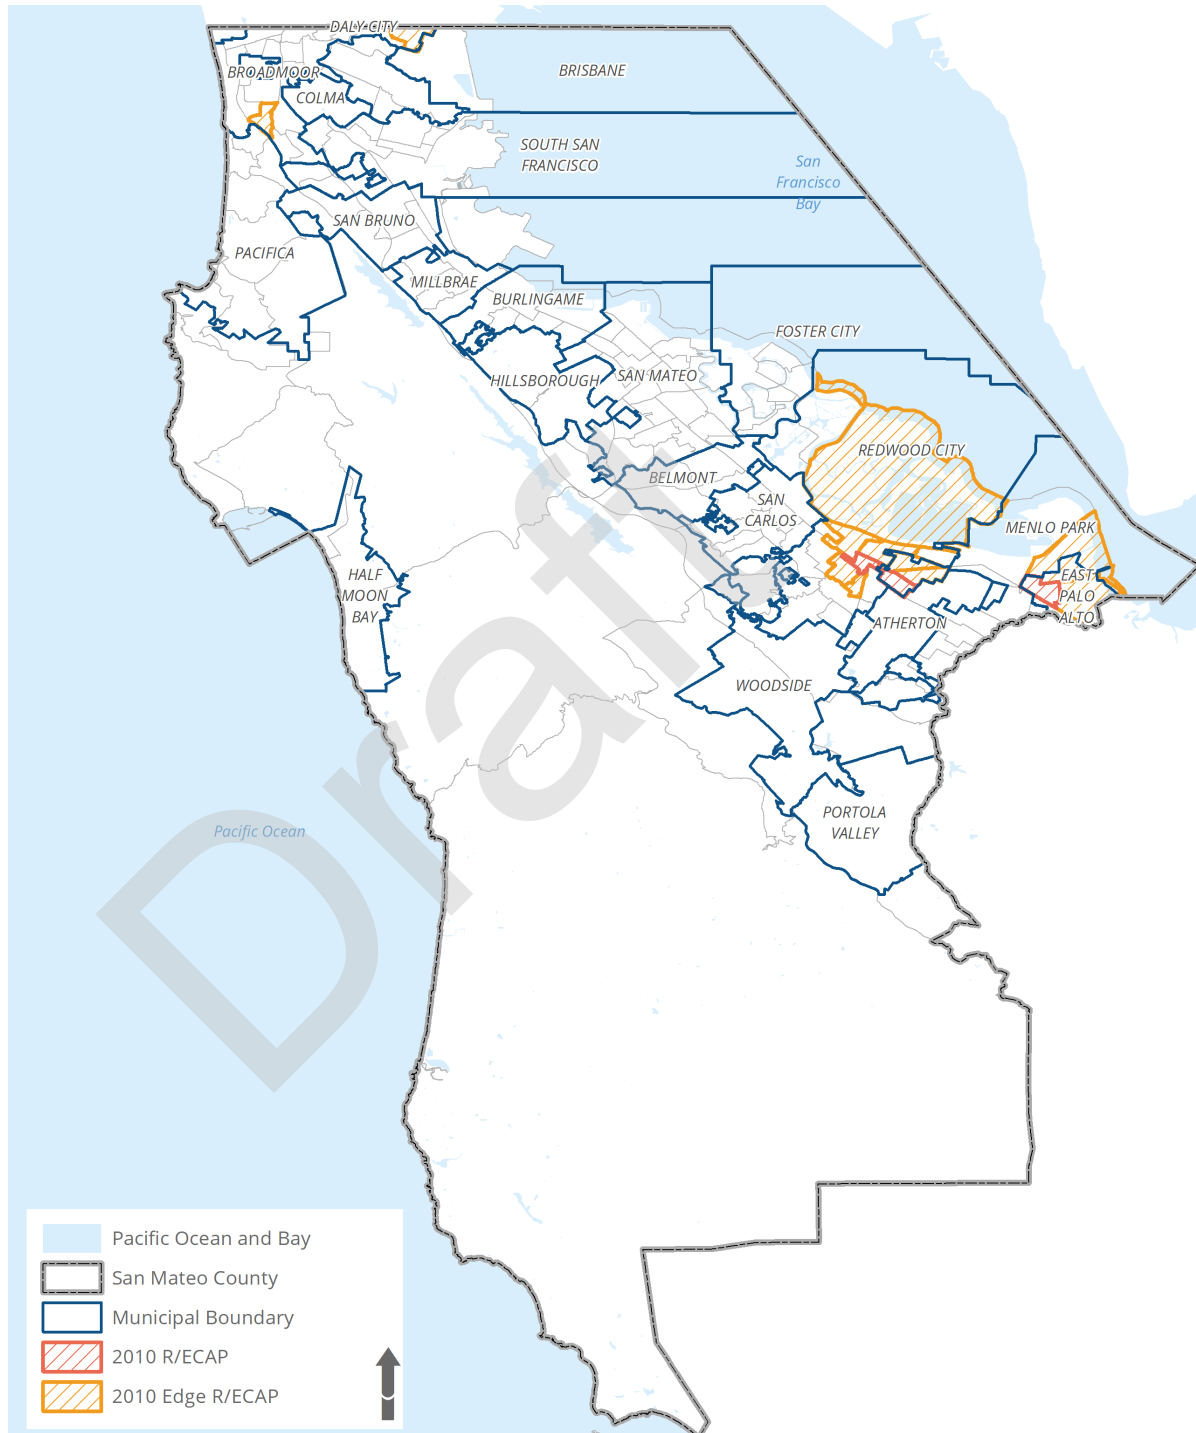 DALY CITY
BROADMOOR
COLMA
BRISBANE
SOUTH SAN
FRANCISCO
San
Francisco
Bay
SAN BRUNO
PACIFICA
MILLBRAE
BURLINGAME
FOSTER CITY
HILLSBOROUGH
SAN MATEO
REDWOOD CITY
BELMONT
SAN
CARLOS
MENLO PARK
HALF
MOON
BAY
EAST
PALO
ALTO
ATHERTON
WOODSIDE
PORTOLA
VALLEY
Pacific Ocean
Draft
Pacific Ocean and Bay
San Mateo County
Municipal Boundary
2010 R/ECAP
2010 Edge R/ECAP